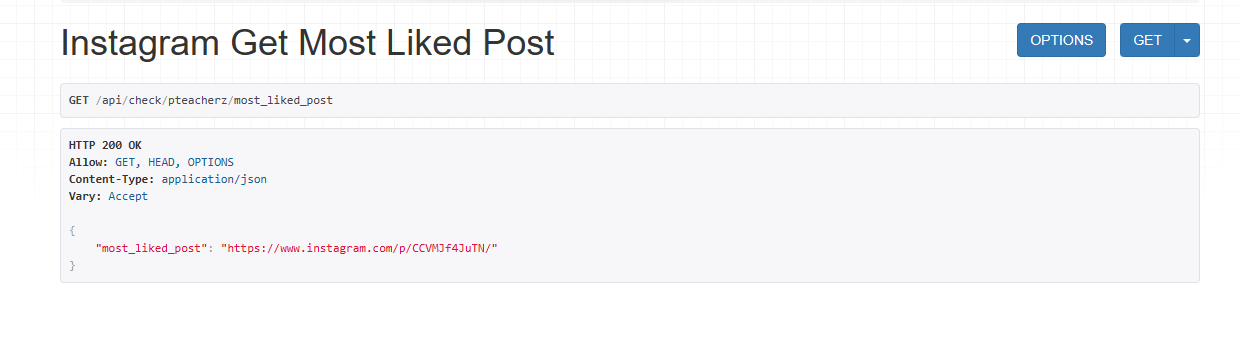 Instagram Get Most Liked Post
OPTIONS
GET
GET /api/check/pteacherz/most_liked_post
HTTP 200 OK
Allow: GET, HEAD, OPTIONS
Content-Type: application/json
Vary: Accept
{
"most_liked_post": "https://www.instagram.com/p/CCVMJf4JuTN/"
}